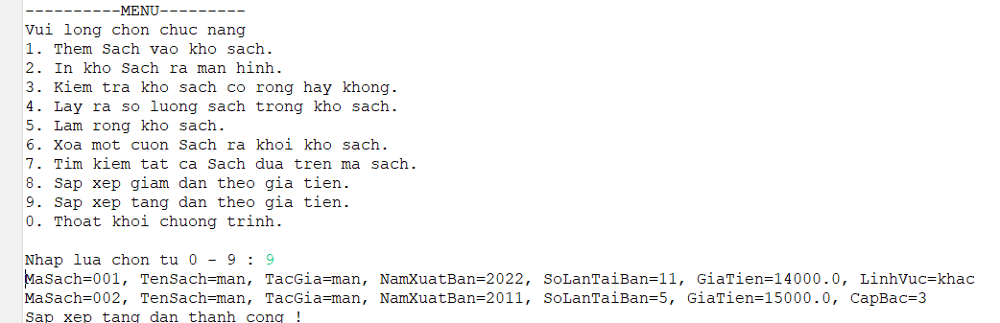 ----------MENU---------
Vui long chon chuc nang
1. Them Sach vao kho sach.
2. In kho Sach ra man hinh.
3. Kiem tra kho sach co rong hay khong.
4. Lay ra so luong sach trong kho sach.
5. Lam rong kho sach.
6. Xoa mot cuon Sach ra khoi kho sach.
7. Tim kiem tat ca Sach dua tren ma sach.
8. Sap xep giam dan theo gia tien.
9. Sap xep tang dan theo gia tien.
0. Thoat khoi chuong trinh.
Nhap lua chon tu 0 - 9 : 9
MaSach=001, TenSach=man, TacGia=man, NamXuatBan=2022, SoLanTaiBan=11, GiaTien=14000.0, LinhVuc=khac
MaSach=002, TenSach=man, TacGia=man, NamXuatBan=2011, SoLanTaiBan=5, GiaTien=15000.0, CapBac=3
Sap xep tang dan thanh cong !